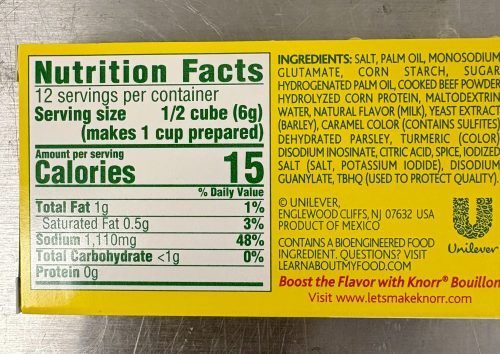 Nutrition Facts
12 servings per container
Serving size 1/2 cube (6g)
(makes 1 cup prepared)
Amount per serving
Calories 15
% Daily Value
Total Fat 1g 1%
Saturated Fat 0.5g 3%
Sodium 1,110mg 48%
Total Carbohydrate <1g 0%
Protein 0g
INGREDIENTS: SALT, PALM OIL, MONOSODIUM
GLUTAMATE, CORN STARCH, SUGAR,
HYDROGENATED PALM OIL, COOKED BEEF POWDER,
HYDROLYZED CORN PROTEIN, MALTODEXTRIN,
WATER, NATURAL FLAVOR (MILK), YEAST EXTRACT
(BARLEY), CARAMEL COLOR (CONTAINS SULFITES),
DEHYDRATED PARSLEY, TURMERIC (COLOR),
DISODIUM INOSINATE, CITRIC ACID, SPICE, IODIZED
SALT (SALT, POTASSIUM IODIDE), DISODIUM
GUANYLATE, TBHQ (USED TO PROTECT QUALITY).
© UNILEVER,
ENGLEWOOD CLIFFS, NJ 07632 USA
PRODUCT OF MEXICO
CONTAINS A BIOENGINEERED FOOD
INGREDIENT. QUESTIONS? VISIT
LEARNABOUTMYFOOD.COM
Unilever
Boost the Flavor with Knorr® Bouillon
Visit www.letsmakeknorr.com